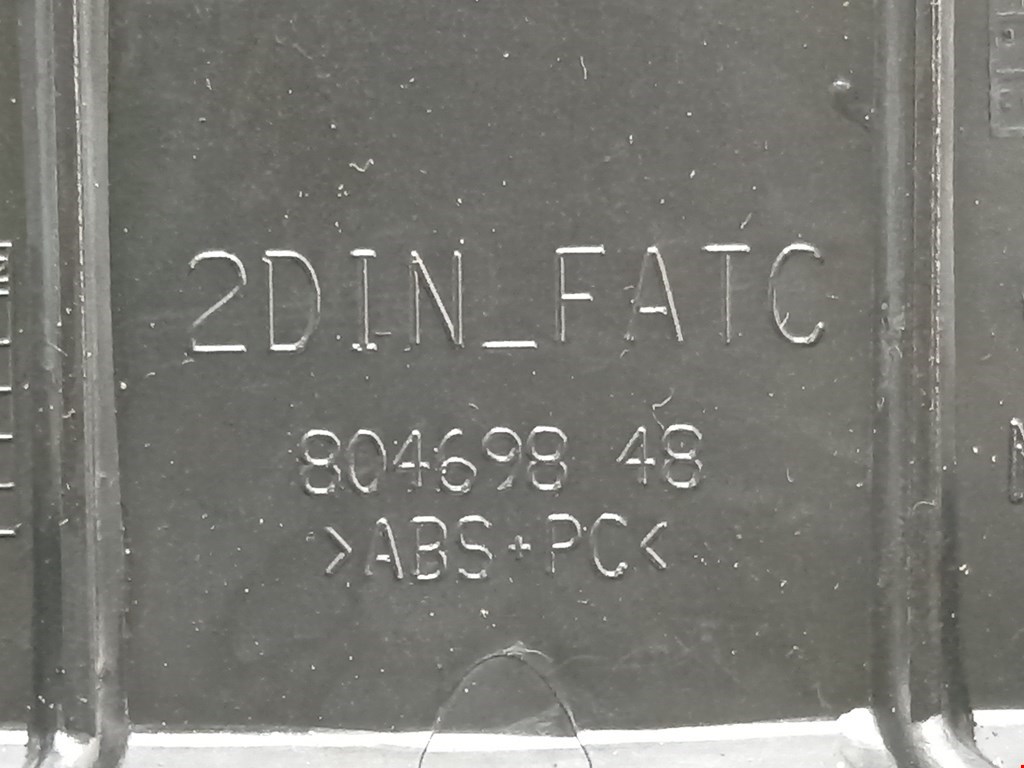 2DIN_FATC
804698 48
>ABS+PC<